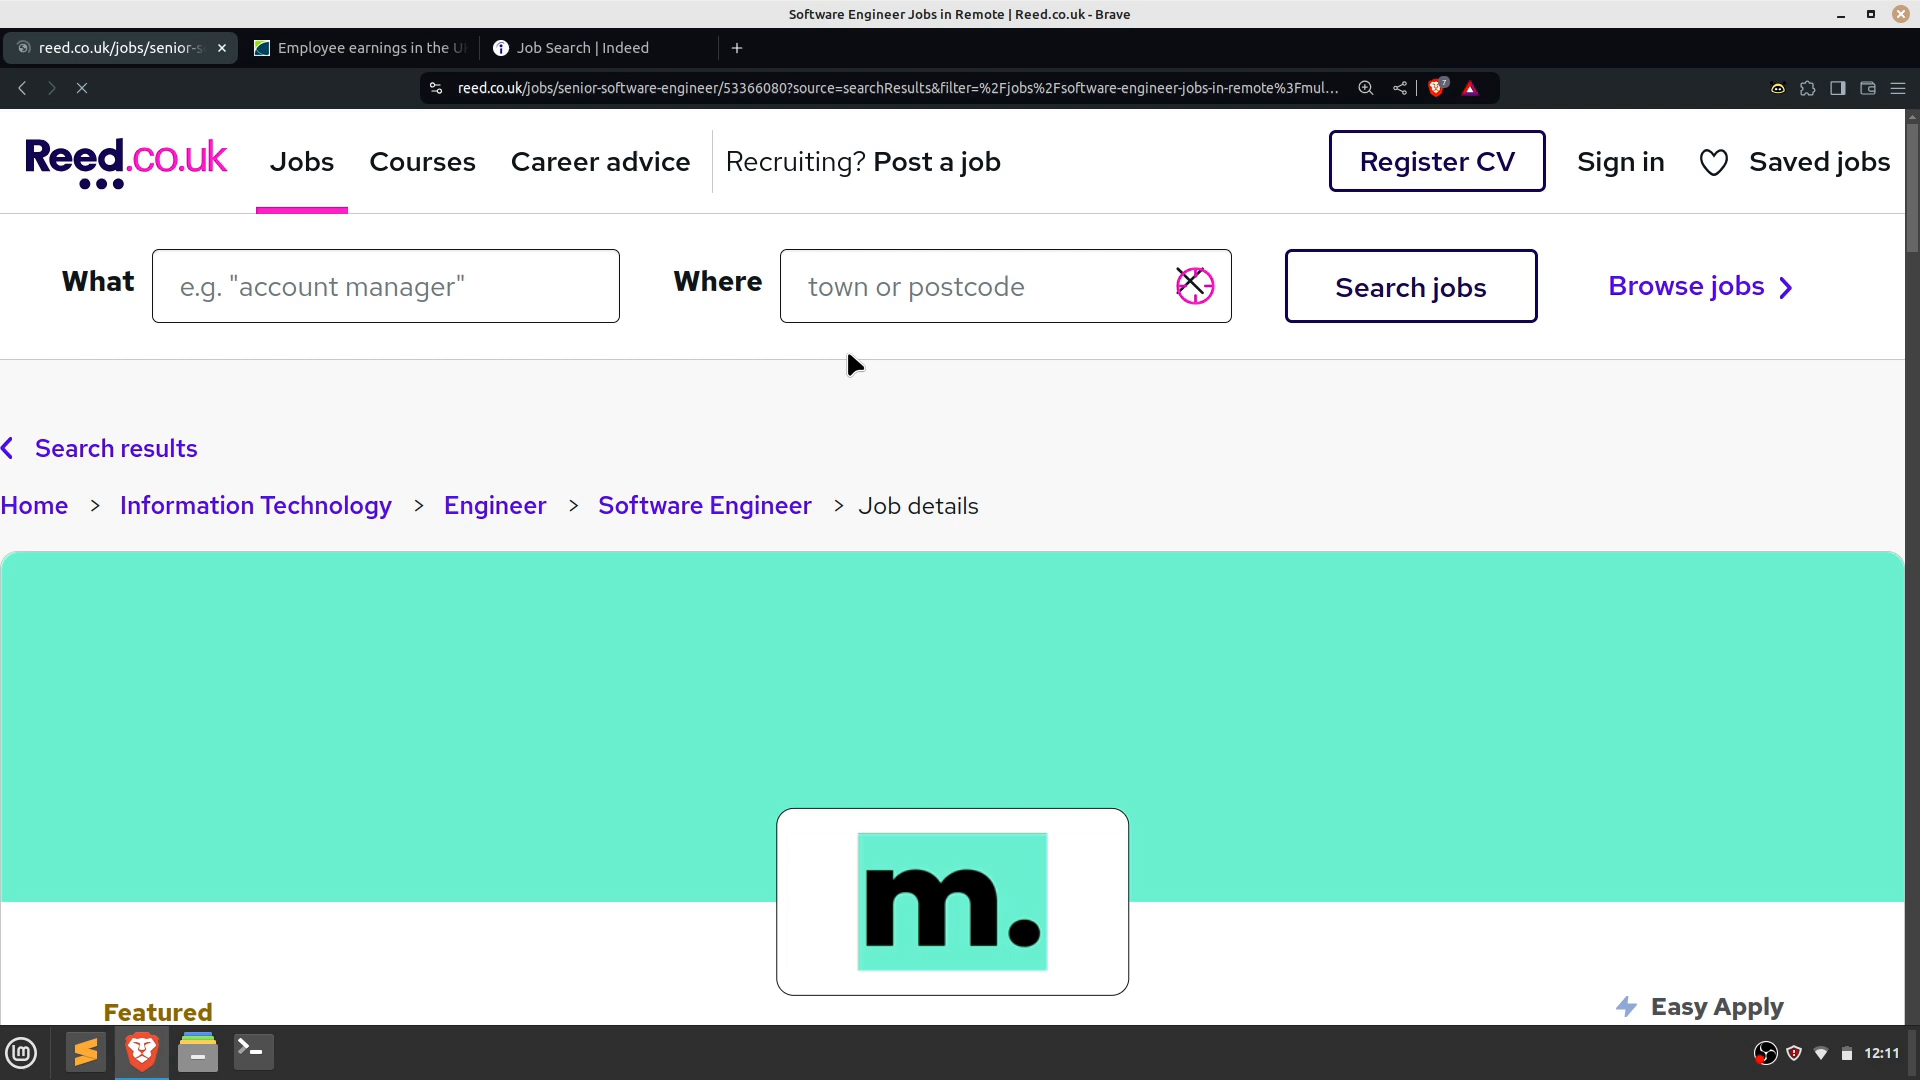 Software Engineer Jobs in Remote | Reed.co.uk - Brave
reed.co.uk/jobs/senior-s
Employee earnings in the U
Job Search | Indeed
reed.co.uk/jobs/senior-software-engineer/53366080?source=searchResults&filter=%2Fjobs%2Fsoftware-engineer-jobs-in-remote%3Fmul...
7
Reed.co.uk
Jobs
Courses
Career advice
Recruiting? Post a job
Register CV
Sign in
Saved jobs
What
e.g. "account manager"
Where
town or postcode
Search jobs
Browse jobs
Search results
Home > Information Technology > Engineer > Software Engineer > Job details
m.
Featured
Easy Apply
12:11